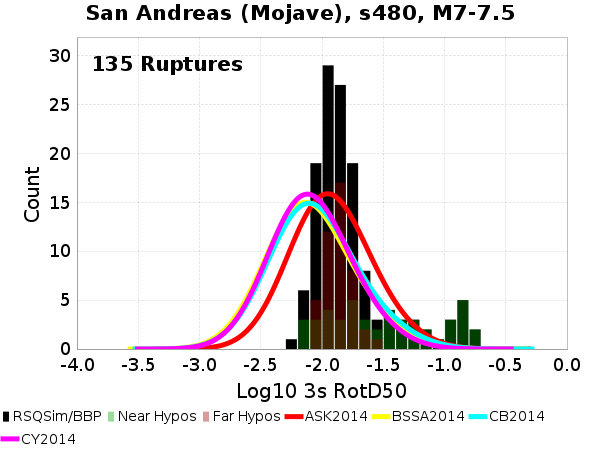 San Andreas (Mojave), s480, M7-7.5
135 Ruptures
Count
30
25
20
15
10
5
0
-4.0 -3.5 -3.0 -2.5 -2.0 -1.5 -1.0 -0.5 0.0
Log10 3s RotD50
RSQSim/BBP Near Hypos Far Hypos ASK2014 BSSA2014 CB2014
CY2014